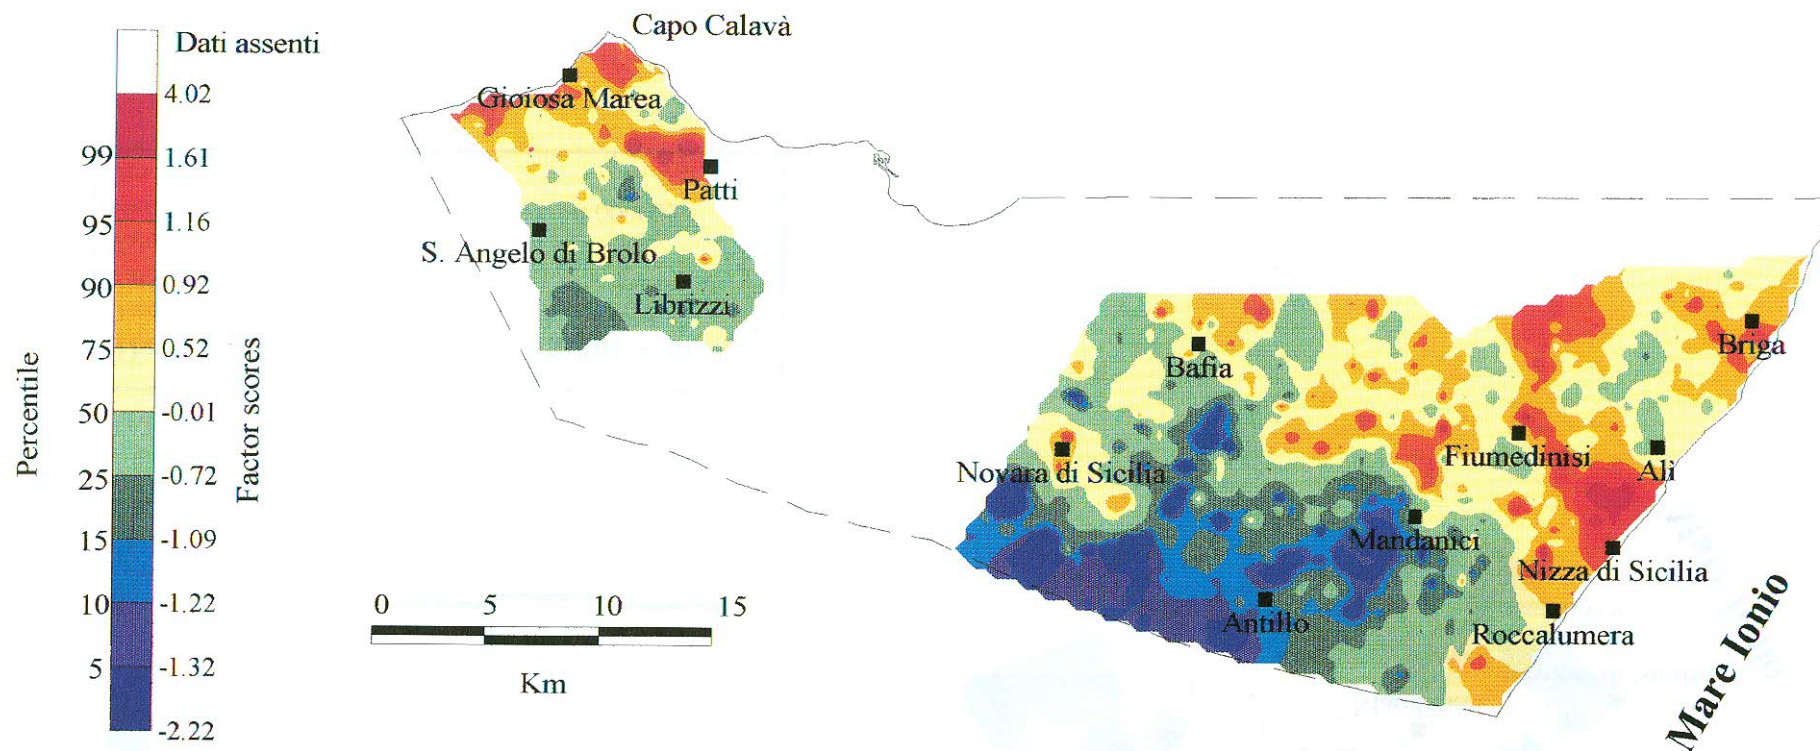 Capo Calavà
Dati assenti
4.02
Gioiosa Marea
99
1.61
Patti
95
1.16
S. Angelo di Brolo
90
0.92
Librizzi
Briga
75
0.52
Bafia
Percentile
Factor scores
50
-0.01
Fiumedinisi
Alì
Novara di Sicilia
25
-0.72
15
-1.09
Mandanici
Nizza di Sicilia
10
-1.22
0 5 10 15
Antillo
Roccalumera
5
-1.32
Km
Mare Ionio
-2.22